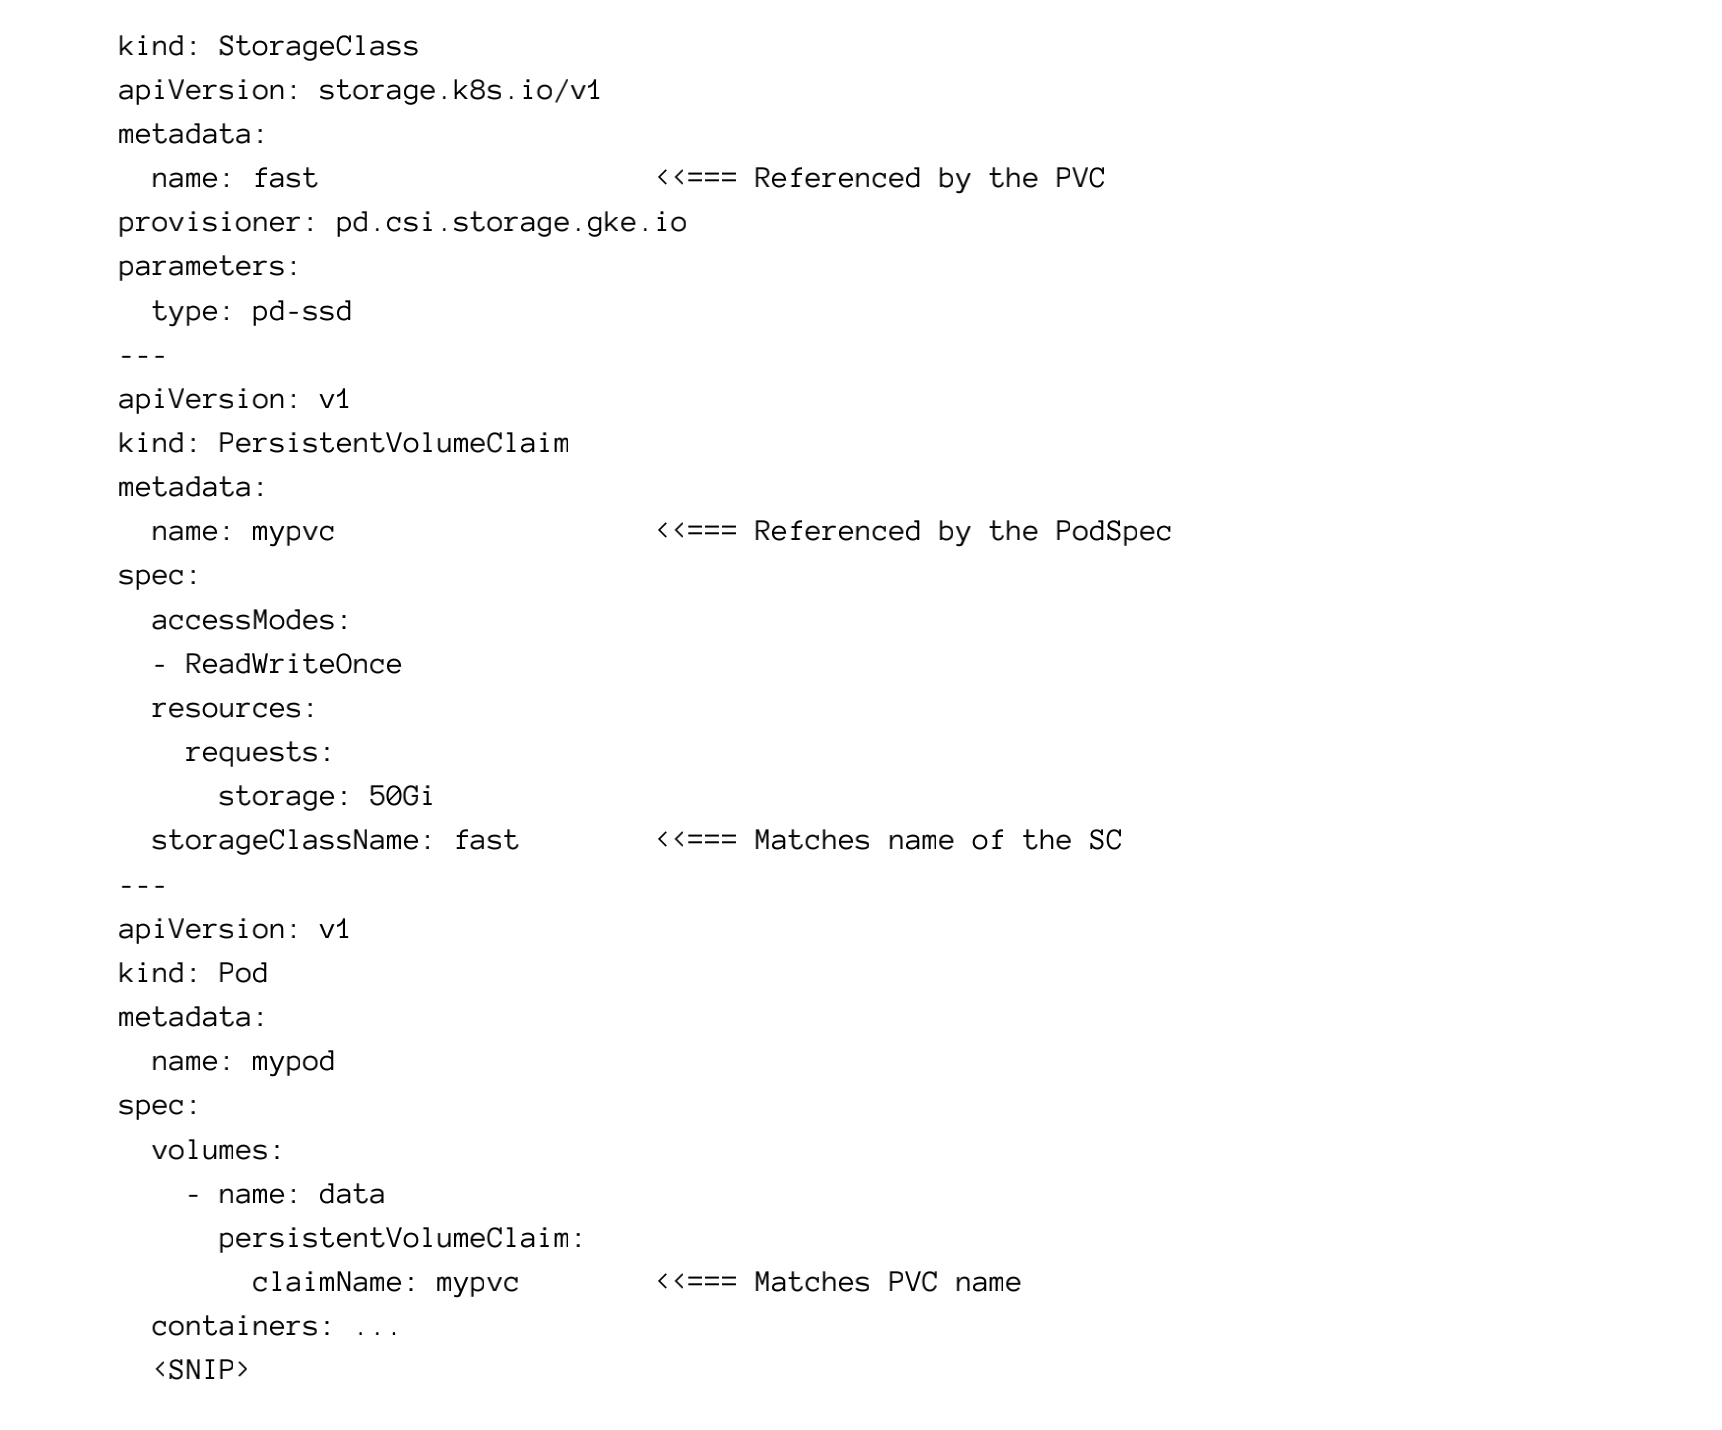 kind: StorageClass
apiVersion: storage.k8s.io/v1
metadata:
  name: fast                    <<=== Referenced by the PVC
provisioner: pd.csi.storage.gke.io
parameters:
  type: pd-ssd
---
apiVersion: v1
kind: PersistentVolumeClaim
metadata:
  name: mypvc                   <<=== Referenced by the PodSpec
spec:
  accessModes:
  - ReadWriteOnce
  resources:
    requests:
      storage: 50Gi
  storageClassName: fast        <<=== Matches name of the SC
---
apiVersion: v1
kind: Pod
metadata:
  name: mypod
spec:
  volumes:
    - name: data
      persistentVolumeClaim:
        claimName: mypvc        <<=== Matches PVC name
  containers: ...
  <SNIP>